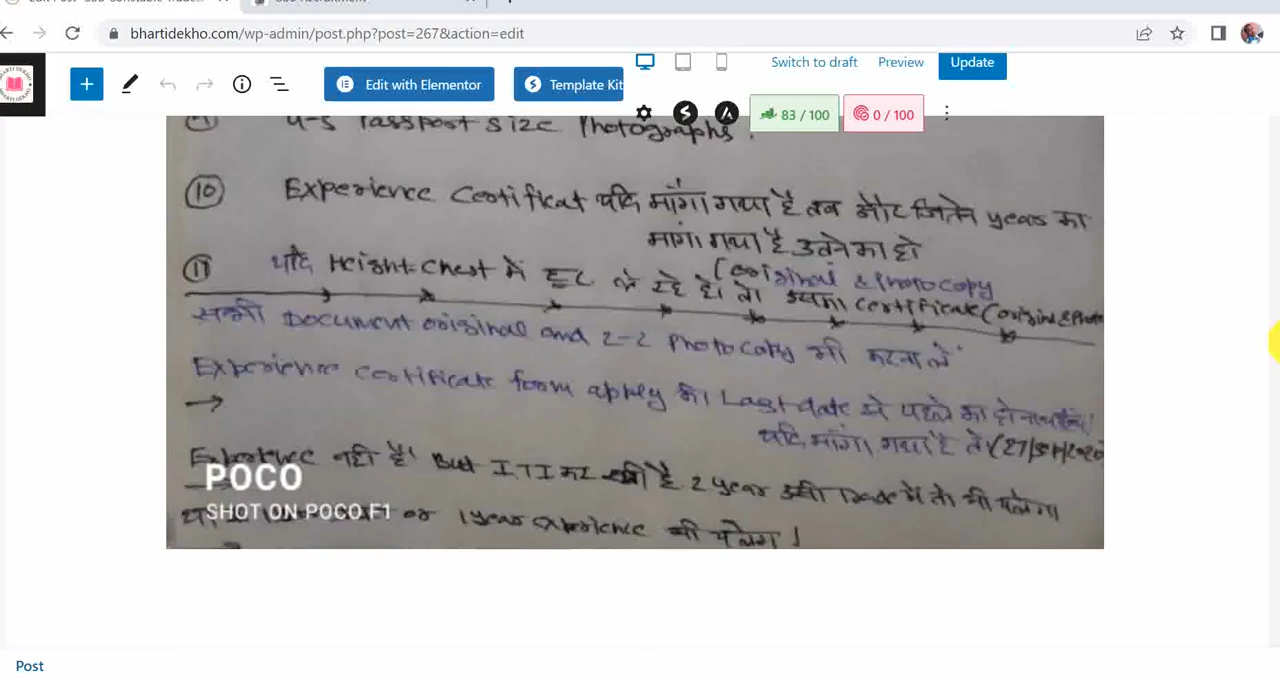 bhartidekho.com/wp-admin/post.php?post=267&action=edit
Switch to draft
Preview
Update
Edit with Elementor
Template Kit
83 / 100
0 / 100
4-5 Passport Size Photographs.
10 Experience Certificat यदि मांगा गया है तब और जितने years का
मांगा गया है उतने का हो
(original & Photocopy
11 यदि Height-Chest में छूट ले रहे हो तो उसका certificate (
सभी Document original and 2-2 Photocopy भी करवा लें
Experience certificate form apply की Last date से पहले का होना चाहिए।
यदि मांगा गया है तो
→
Experience नहीं है। But I.T.I कर रखी है 2 year उसी Trade में तो भी चलेगा
or 1 year experience भी चलेगा।
POCO
SHOT ON POCO F1
Post